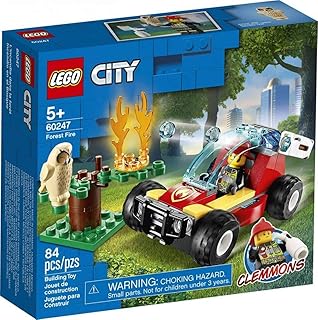 LEGO CITY
5+
60247
Forest Fire
84
pcs/pzs
Building Toy
Jouet de
construction
Juguete para
Construir
WARNING: CHOKING HAZARD.
Small parts. Not for children under 3 years.
CLEMMONS